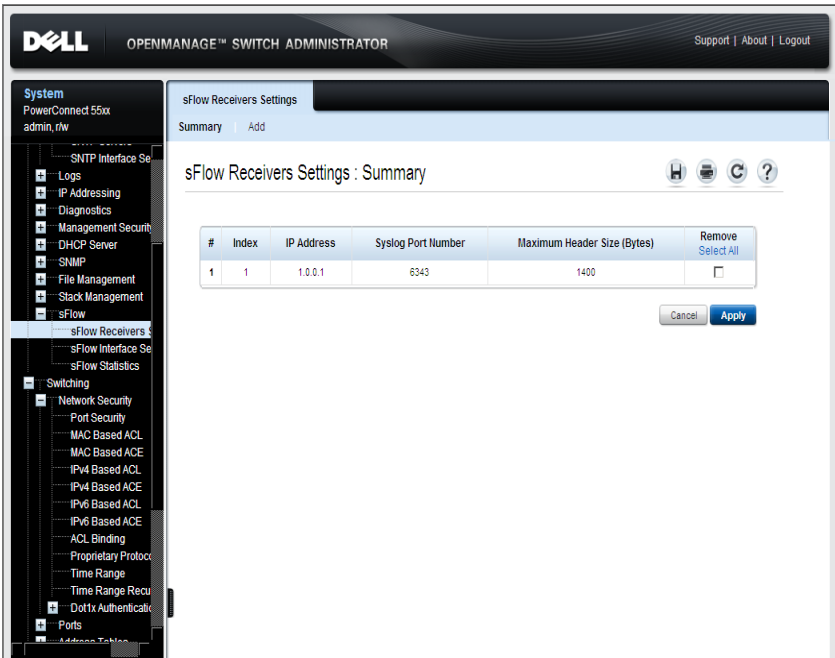 DELL OPENMANAGE™ SWITCH ADMINISTRATOR Support | About | Logout
System
PowerConnect 55xx
admin, r/w
SNTP Interface Se
Logs
IP Addressing
Diagnostics
Management Securit
DHCP Server
SNMP
File Management
Stack Management
sFlow
sFlow Receivers S
sFlow Interface Se
sFlow Statistics
Switching
Network Security
Port Security
MAC Based ACL
MAC Based ACE
IPv4 Based ACL
IPv4 Based ACE
IPv6 Based ACL
IPv6 Based ACE
ACL Binding
Proprietary Protoco
Time Range
Time Range Recu
Dot1x Authenticatio
Ports
Address Tables
sFlow Receivers Settings
Summary Add
sFlow Receivers Settings : Summary
# Index IP Address Syslog Port Number Maximum Header Size (Bytes) Remove
Select All
1 1 1.0.0.1 6343 1400
Cancel Apply